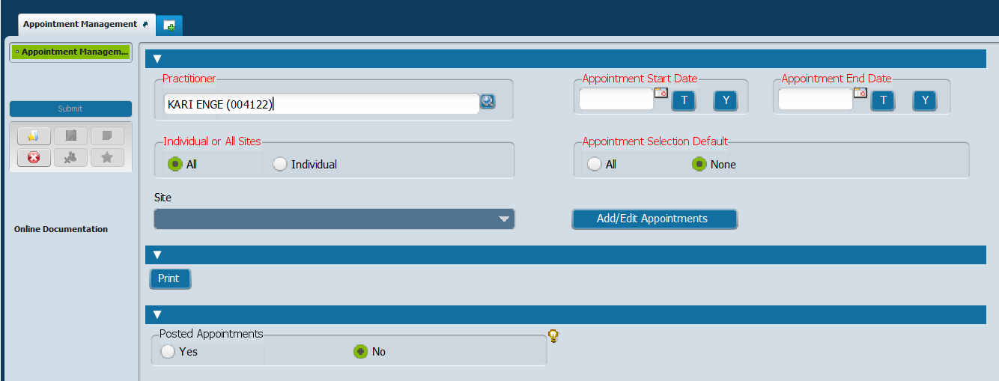 Appointment Management
Appointment Managem...
Submit
Online Documentation
Practitioner
KARI ENGE (004122)
Appointment Start Date
T Y
Appointment End Date
T Y
Individual or All Sites
All Individual
Appointment Selection Default
All None
Site
Add/Edit Appointments
Print
Posted Appointments
Yes No